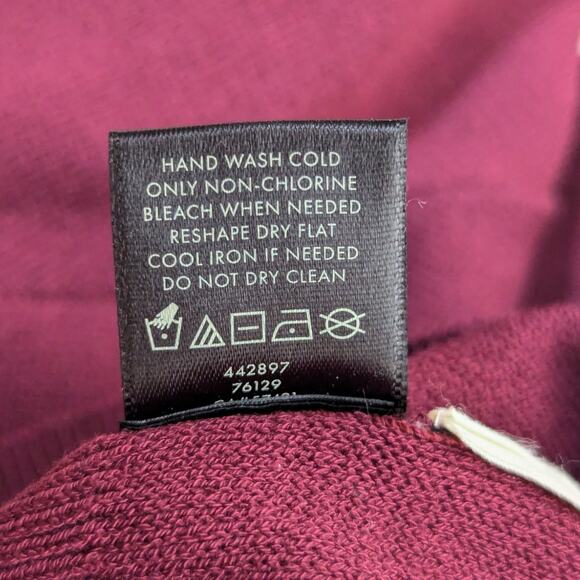 HAND WASH COLD
ONLY NON-CHLORINE
BLEACH WHEN NEEDED
RESHAPE DRY FLAT
COOL IRON IF NEEDED
DO NOT DRY CLEAN
442897
76129